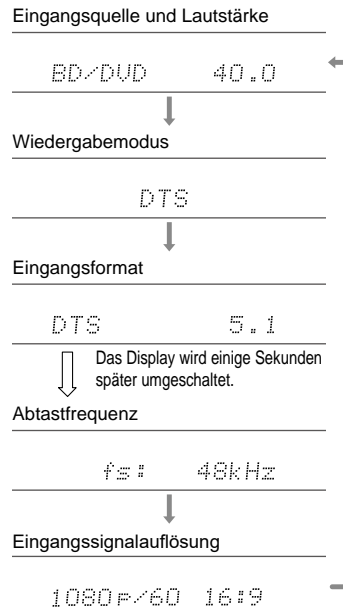 Eingangsquelle und Lautstärke
BD/DVD 40.0
Wiedergabemodus
DTS
Eingangsformat
DTS 5.1
Das Display wird einige Sekunden
später umgeschaltet.
Abtastfrequenz
fs: 48kHz
Eingangssignalauflösung
1080p/60 16:9